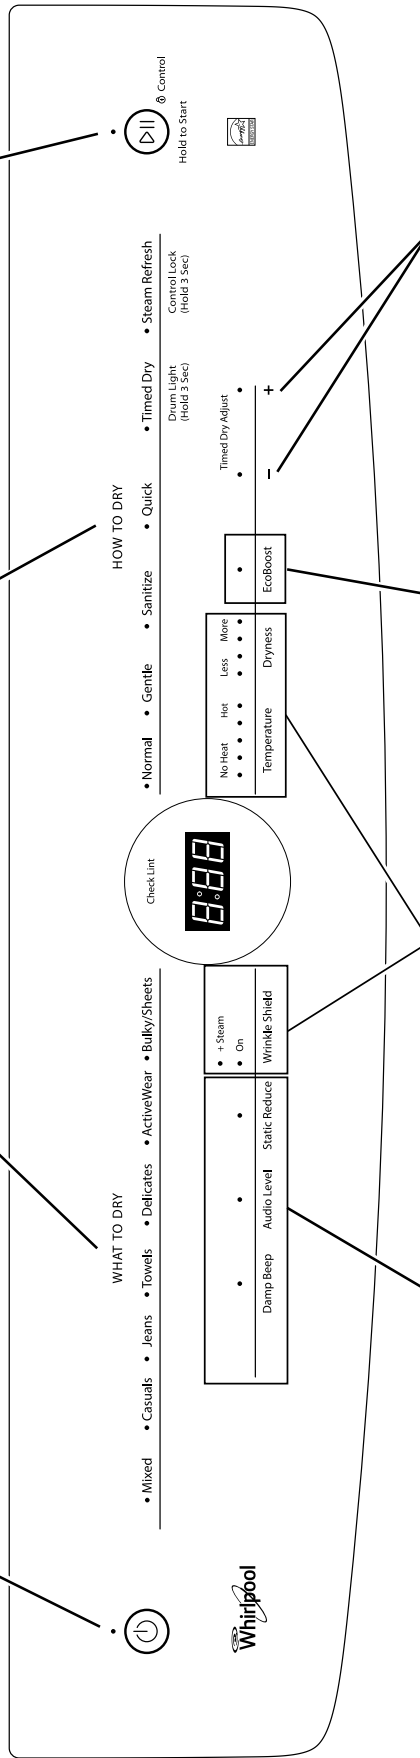 WHAT TO DRY
• Mixed • Casuals • Jeans • Towels • Delicates • ActiveWear • Bulky/Sheets
Check Lint
8:88
HOW TO DRY
• Normal • Gentle • Sanitize • Quick • Timed Dry • Steam Refresh
Drum Light
(Hold 3 Sec)
Control Lock
(Hold 3 Sec)
Control
Hold to Start
Whirlpool
Damp Beep Audio Level Static Reduce
• + Steam
• On
Wrinkle Shield
No Heat Hot
Temperature
Less More
Dryness
EcoBoost
Timed Dry Adjust
– +